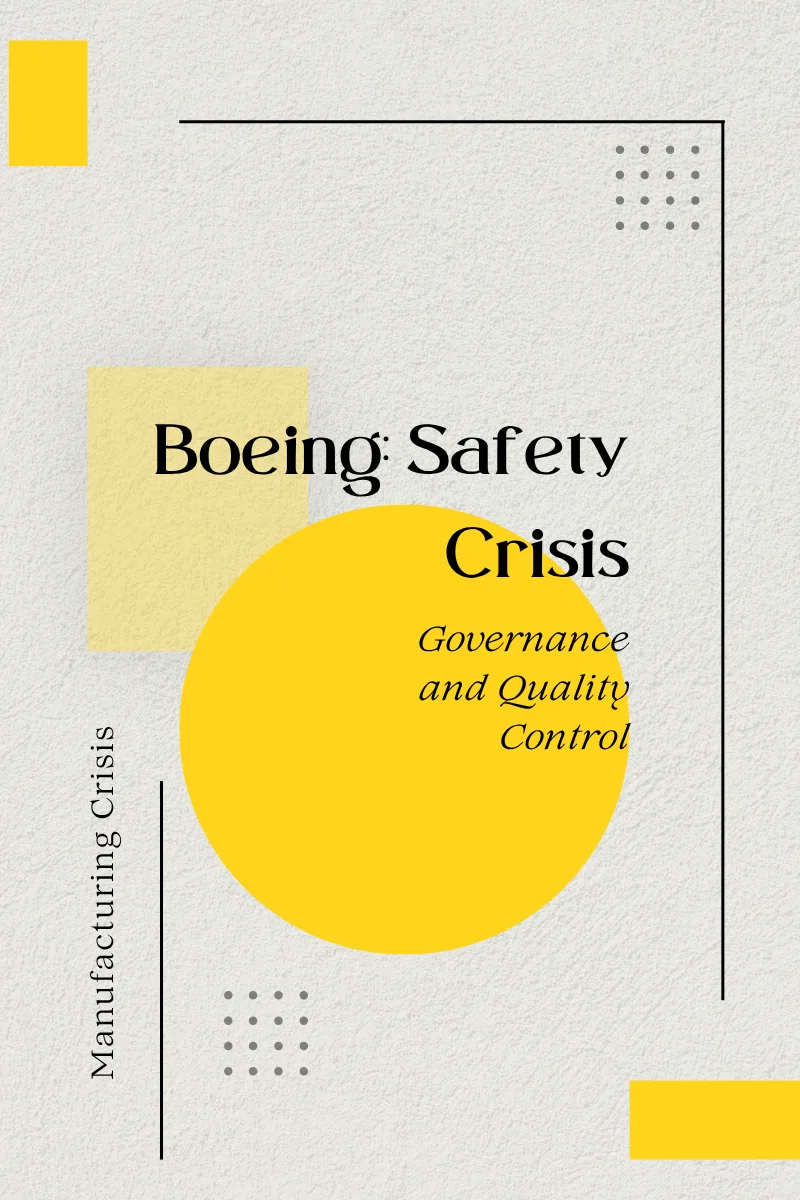 Boeing: Safety
Crisis
Governance
and Quality
Control
Manufacturing Crisis